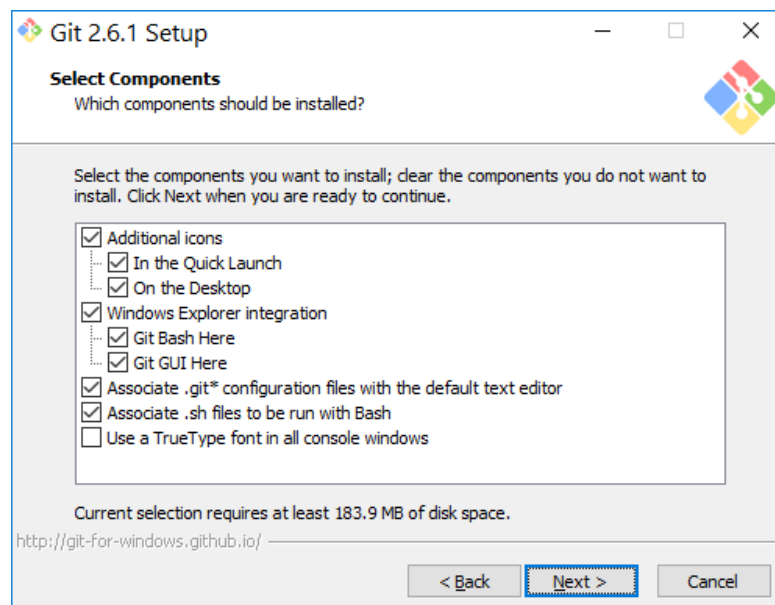 Git 2.6.1 Setup
Select Components
Which components should be installed?
Select the components you want to install; clear the components you do not want to
install. Click Next when you are ready to continue.
Additional icons
In the Quick Launch
On the Desktop
Windows Explorer integration
Git Bash Here
Git GUI Here
Associate .git* configuration files with the default text editor
Associate .sh files to be run with Bash
Use a TrueType font in all console windows
Current selection requires at least 183.9 MB of disk space.
http://git-for-windows.github.io/
< Back Next > Cancel